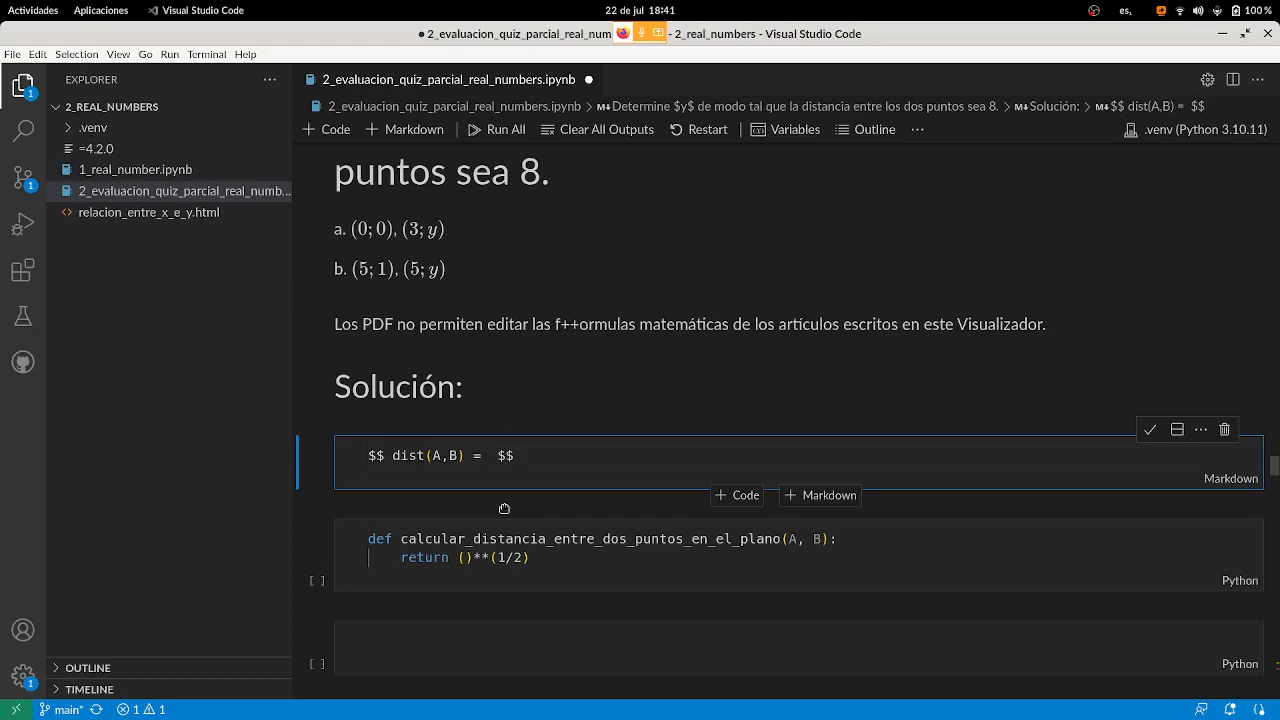 Actividades Aplicaciones Visual Studio Code 22 de jul 18:41 es, 100 %
● 2_evaluacion_quiz_parcial_real_num - 2_real_numbers - Visual Studio Code
File Edit Selection View Go Run Terminal Help
EXPLORER
2_evaluacion_quiz_parcial_real_numbers.ipynb
2_REAL_NUMBERS
2_evaluacion_quiz_parcial_real_numbers.ipynb > Determine $y$ de modo tal que la distancia entre los dos puntos sea 8. > Solución: > $$ dist(A,B) = $$
+ Code + Markdown Run All Clear All Outputs Restart Variables Outline ... .venv (Python 3.10.11)
.venv
=4.2.0
1_real_number.ipynb
2_evaluacion_quiz_parcial_real_numb...
relacion_entre_x_e_y.html
puntos sea 8.
a. (0; 0), (3; y)
b. (5; 1), (5; y)
Los PDF no permiten editar las f++ormulas matemáticas de los artículos escritos en este Visualizador.
Solución:
$$ dist(A,B) =  $$
Markdown
+ Code + Markdown
def calcular_distancia_entre_dos_puntos_en_el_plano(A, B):
return ()**(1/2)
[ ] Python
[ ] Python
1
1
1
OUTLINE
TIMELINE
main* 1 1